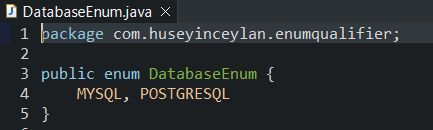 DatabaseEnum.java
1 package com.huseyinceylan.enumqualifier;
2
3 public enum DatabaseEnum {
4     MYSQL, POSTGRESQL
5 }